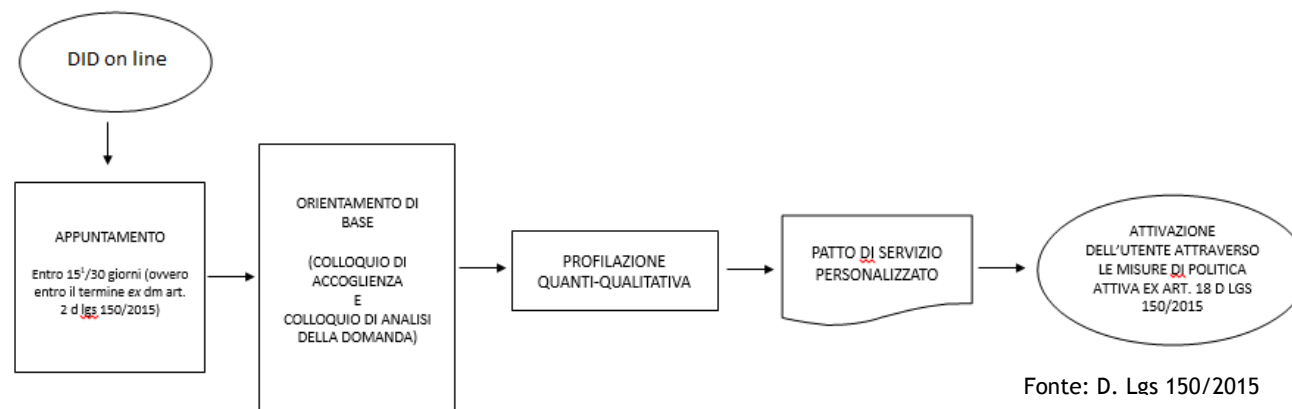 DID on line
APPUNTAMENTO
Entro 15¹/30 giorni (ovvero
entro il termine ex dm art.
2 d lgs 150/2015)
ORIENTAMENTO DI
BASE
(COLLOQUIO DI
ACCOGLIENZA
E
COLLOQUIO DI ANALISI
DELLA DOMANDA)
PROFILAZIONE
QUANTI-QUALITATIVA
PATTO DI SERVIZIO
PERSONALIZZATO
ATTIVAZIONE
DELL'UTENTE ATTRAVERSO
LE MISURE DI POLITICA
ATTIVA EX ART. 18 D LGS
150/2015
Fonte: D. Lgs 150/2015